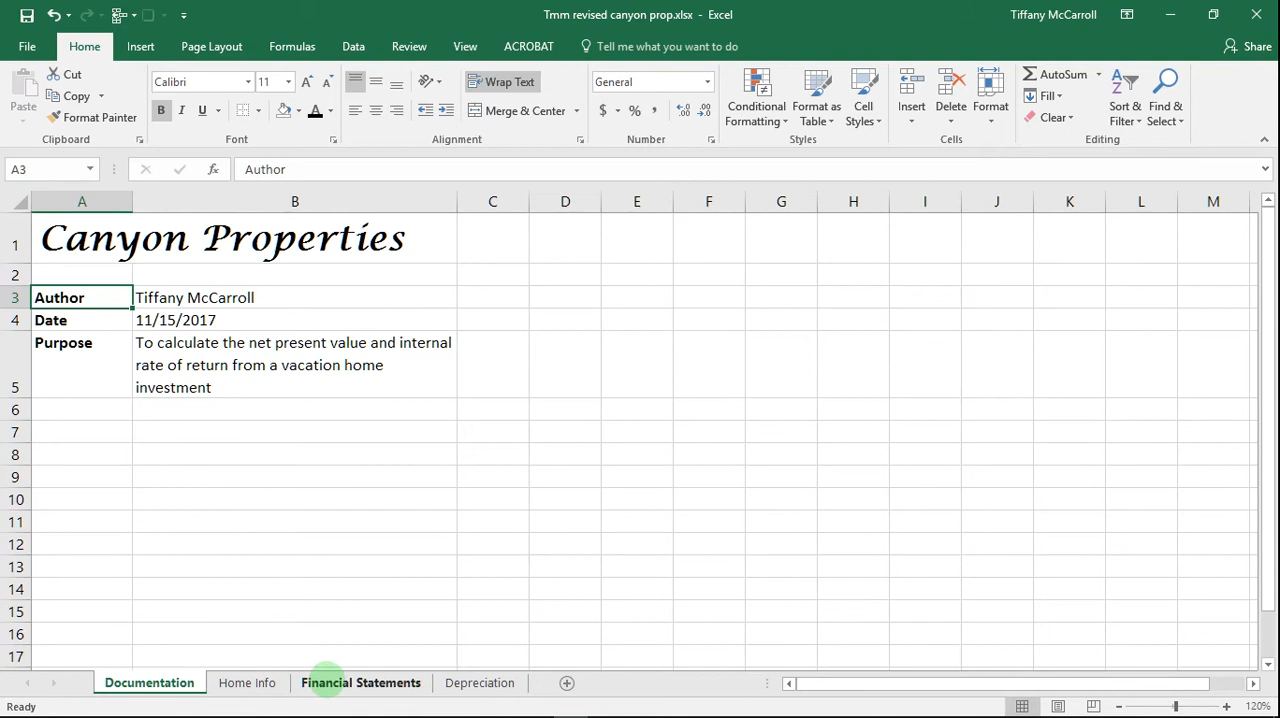 Tmm revised canyon prop.xlsx - Excel
Tiffany McCarroll
File Home Insert Page Layout Formulas Data Review View ACROBAT Tell me what you want to do Share
Paste
Cut
Copy
Format Painter
Clipboard
Calibri 11
B I U A
Font
Wrap Text
Merge & Center
Alignment
General
$ % ,
Number
Conditional Formatting
Format as Table
Cell Styles
Styles
Insert
Delete
Format
Cells
AutoSum
Fill
Clear
Sort & Filter
Find & Select
Editing
A3 fx Author
A B C D E F G H I J K L M
1 Canyon Properties
2
3 Author Tiffany McCarroll
4 Date 11/15/2017
5 Purpose To calculate the net present value and internal
rate of return from a vacation home
investment
6
7
8
9
10
11
12
13
14
15
16
17
Documentation Home Info Financial Statements Depreciation
Ready 120%